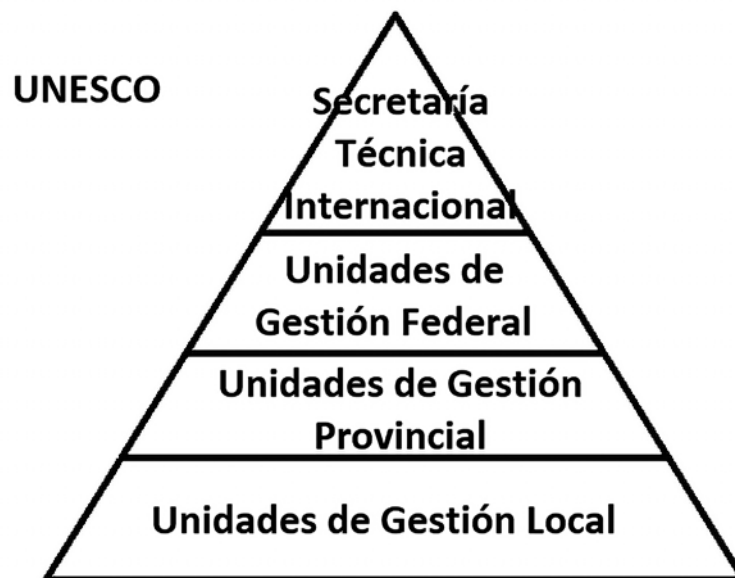 UNESCO
Secretaría
Técnica
Internacional
Unidades de
Gestión Federal
Unidades de Gestión
Provincial
Unidades de Gestión Local